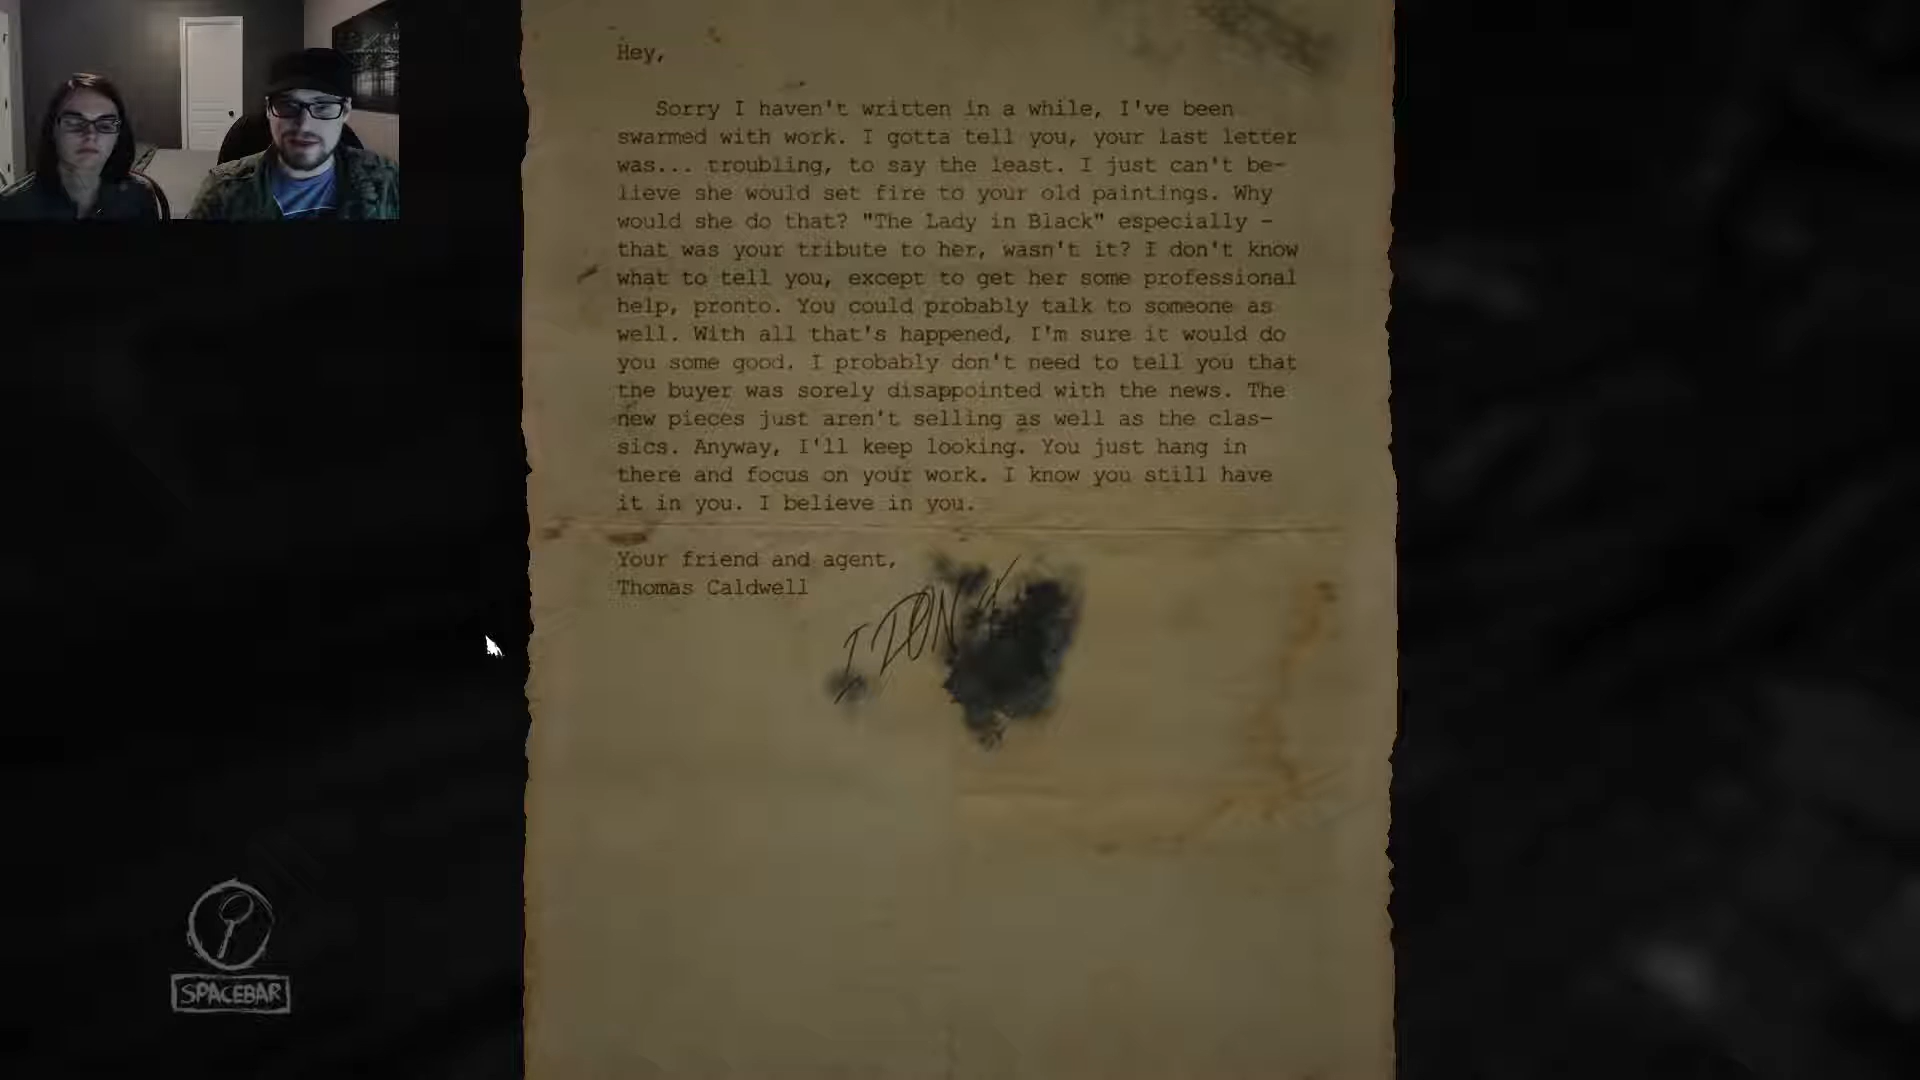 Hey,
Sorry I haven't written in a while, I've been
swarmed with work. I gotta tell you, your last letter
was... troubling, to say the least. I just can't be-
lieve she would set fire to your old paintings. Why
would she do that? "The Lady in Black" especially -
that was your tribute to her, wasn't it? I don't know
what to tell you, except to get her some professional
help, pronto. You could probably talk to someone as
well. With all that's happened, I'm sure it would do
you some good. I probably don't need to tell you that
the buyer was sorely disappointed with the news. The
new pieces just aren't selling as well as the clas-
sics. Anyway, I'll keep looking. You just hang in
there and focus on your work. I know you still have
it in you. I believe in you.
Your friend and agent,
Thomas Caldwell
I DON'T
SPACEBAR